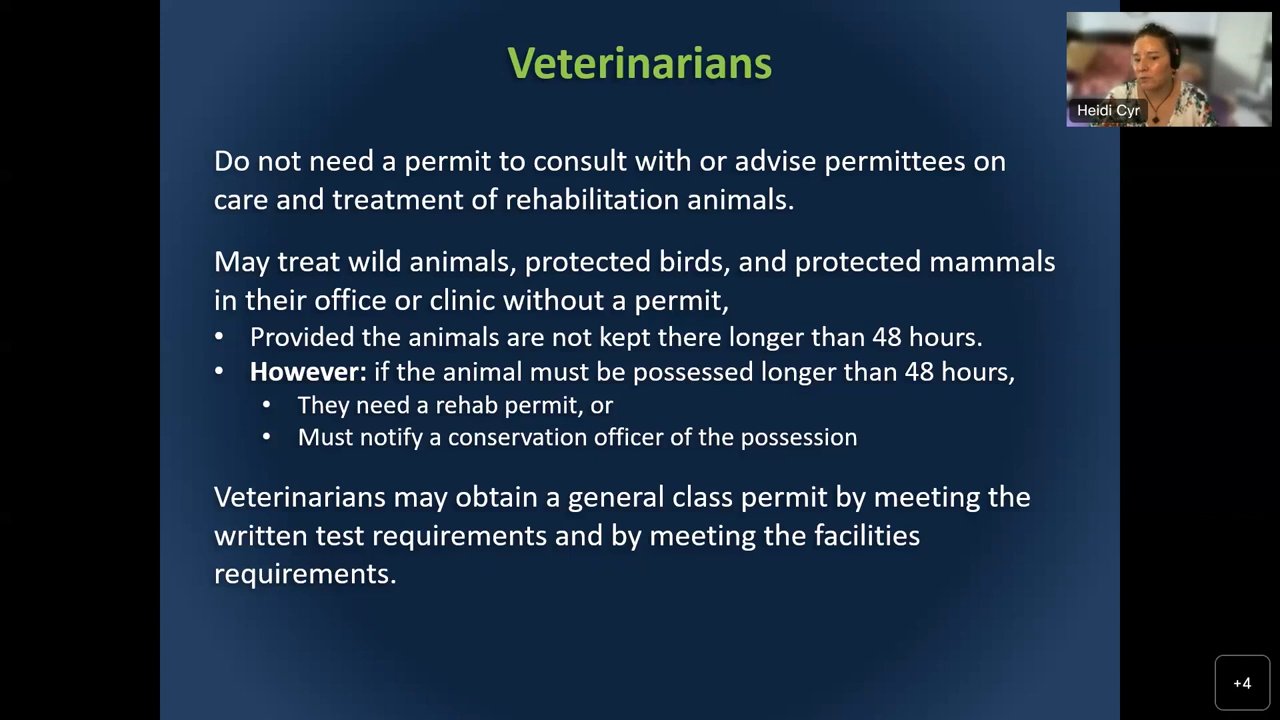 Veterinarians
Heidi Cyr
Do not need a permit to consult with or advise permittees on
care and treatment of rehabilitation animals.
May treat wild animals, protected birds, and protected mammals
in their office or clinic without a permit,
• Provided the animals are not kept there longer than 48 hours.
• However: if the animal must be possessed longer than 48 hours,
• They need a rehab permit, or
• Must notify a conservation officer of the possession
Veterinarians may obtain a general class permit by meeting the
written test requirements and by meeting the facilities
requirements.
+4